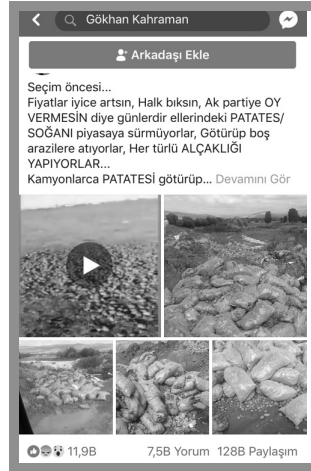 Gökhan Kahraman
Arkadaşı Ekle
Seçim öncesi...
Fiyatlar iyice artsın, Halk bıksın, Ak partiye OY
VERMESİN diye günlerdir ellerindeki PATATES/
SOĞANI piyasaya sürmüyorlar, Götürüp boş
arazilere atıyorlar, Her türlü ALÇAKLIĞI
YAPIYORLAR...
Kamyonlarca PATATESİ götürüp... Devamını Gör
11,9B 7,5B Yorum 128B Paylaşım